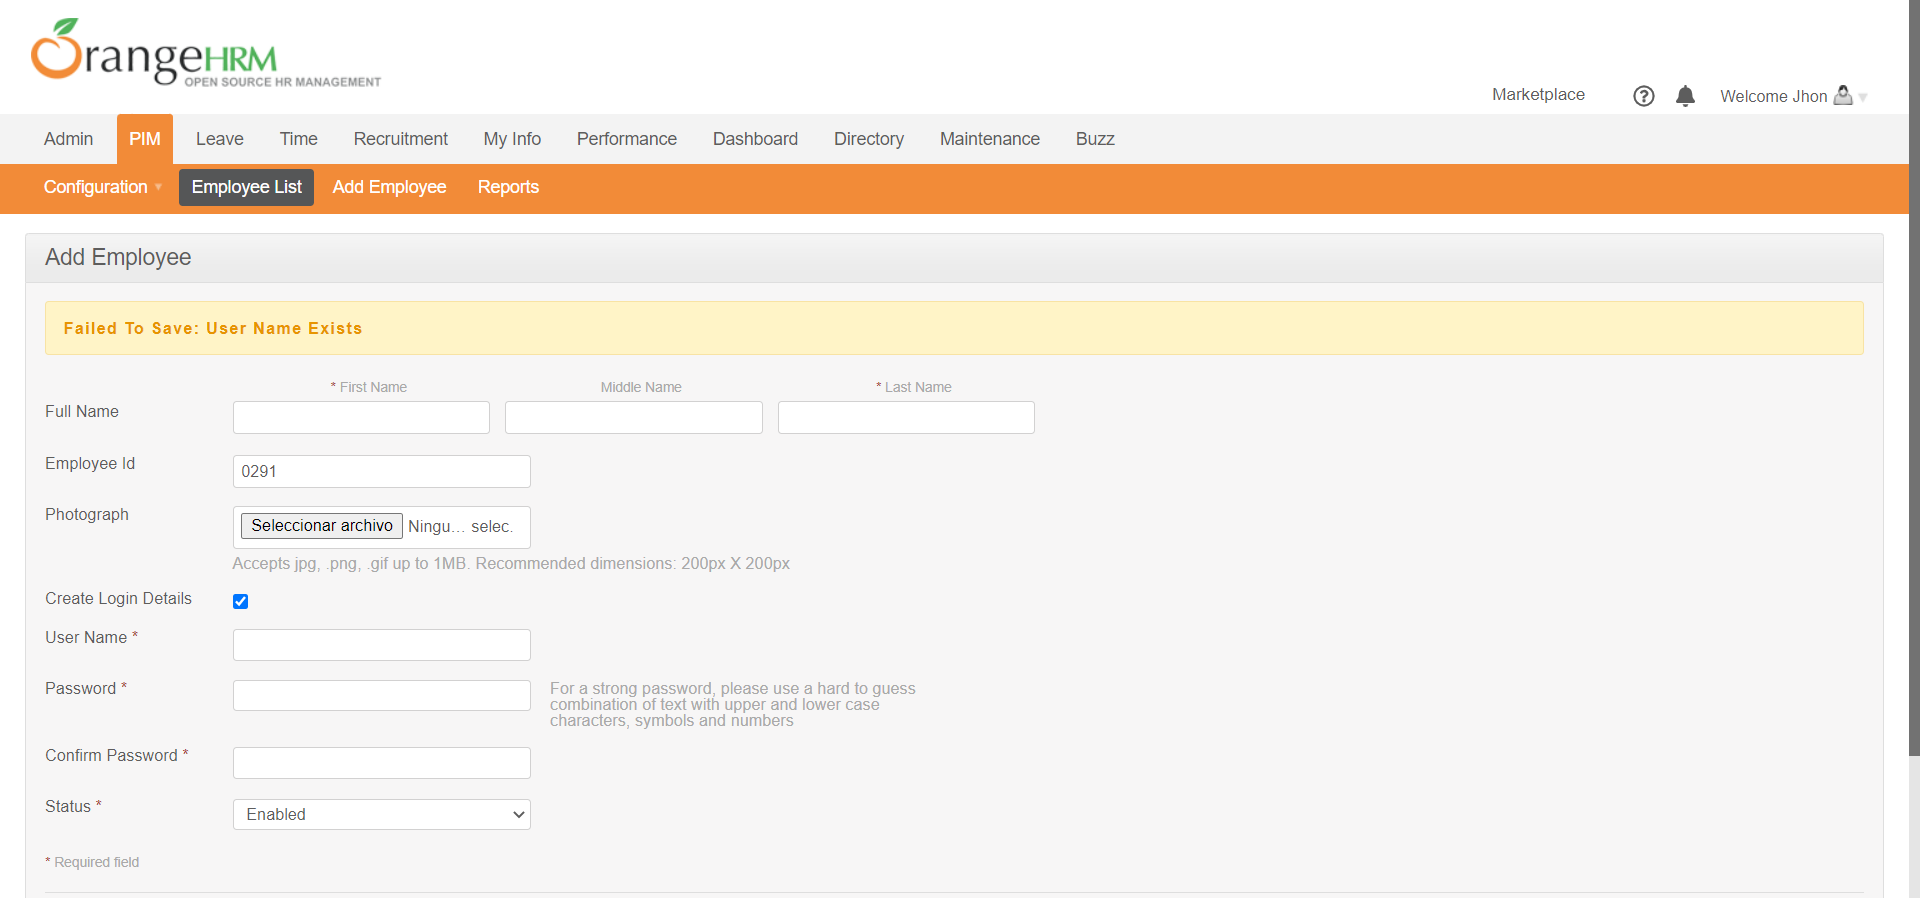 OrangeHRM
OPEN SOURCE HR MANAGEMENT
Marketplace
Welcome Jhon
Admin PIM Leave Time Recruitment My Info Performance Dashboard Directory Maintenance Buzz
Configuration Employee List Add Employee Reports
Add Employee
Failed To Save: User Name Exists
* First Name Middle Name * Last Name
Full Name
Employee Id 0291
Photograph Seleccionar archivo Ningu… selec.
Accepts jpg, .png, .gif up to 1MB. Recommended dimensions: 200px X 200px
Create Login Details
User Name *
Password * For a strong password, please use a hard to guess
combination of text with upper and lower case
characters, symbols and numbers
Confirm Password *
Status * Enabled
* Required field